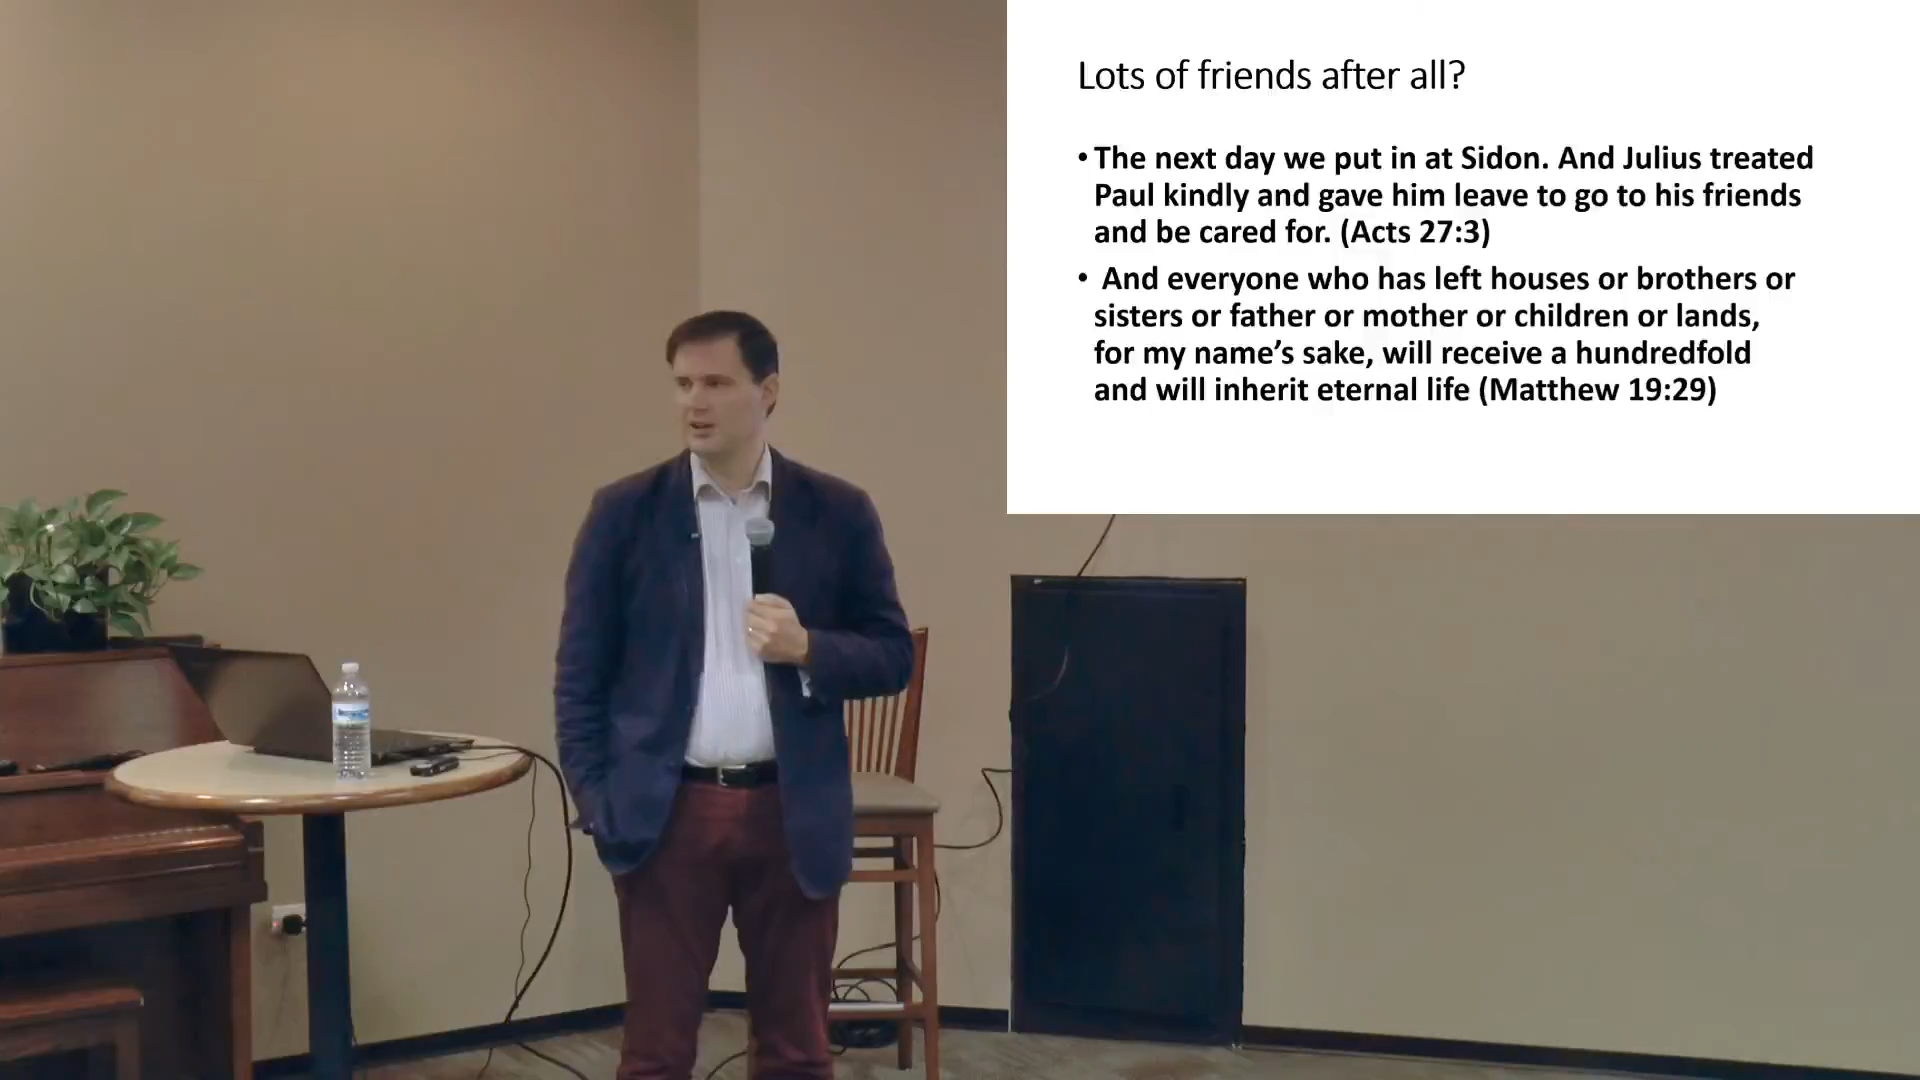 Lots of friends after all?
• The next day we put in at Sidon. And Julius treated
Paul kindly and gave him leave to go to his friends
and be cared for. (Acts 27:3)
• And everyone who has left houses or brothers or
sisters or father or mother or children or lands,
for my name’s sake, will receive a hundredfold
and will inherit eternal life (Matthew 19:29)